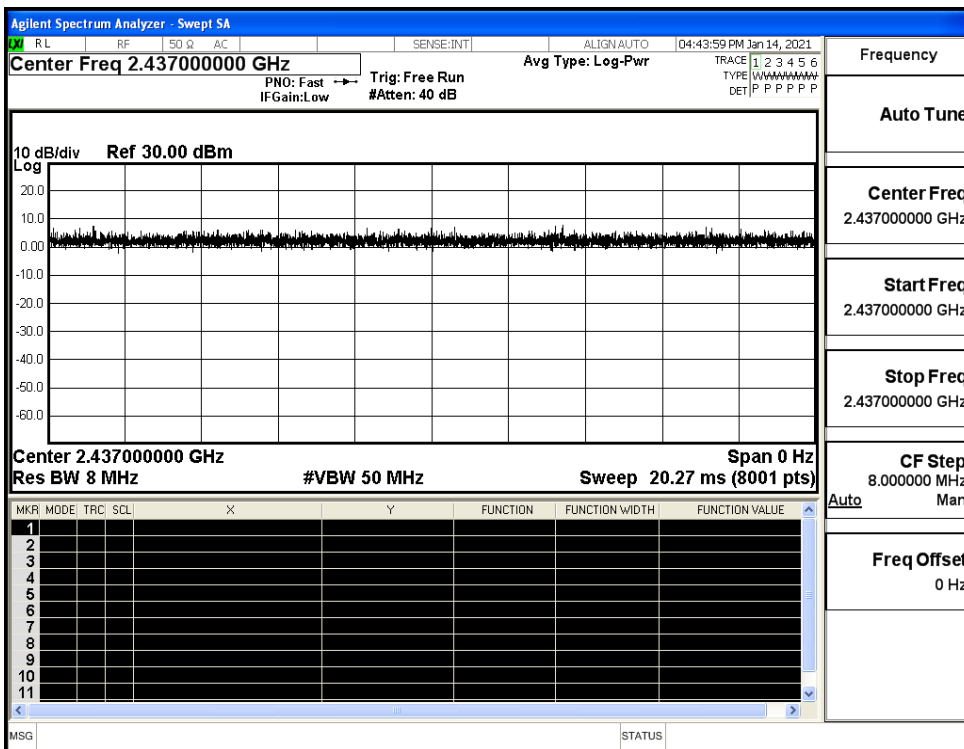 Agilent Spectrum Analyzer - Swept SA
LXI RL RF 50 Ω AC SENSE:INT ALIGN AUTO 04:43:59 PM Jan 14, 2021
Center Freq 2.437000000 GHz
PNO: Fast
IFGain:Low
Trig: Free Run
#Atten: 40 dB
Avg Type: Log-Pwr
TRACE 1 2 3 4 5 6
TYPE WWWWWW
DET P P P P P P
10 dB/div Ref 30.00 dBm
Log
20.0
10.0
0.00
-10.0
-20.0
-30.0
-40.0
-50.0
-60.0
Center 2.437000000 GHz Span 0 Hz
Res BW 8 MHz #VBW 50 MHz Sweep 20.27 ms (8001 pts)
MKR MODE TRC SCL X Y FUNCTION FUNCTION WIDTH FUNCTION VALUE
1
2
3
4
5
6
7
8
9
10
11
MSG STATUS
Frequency
Auto Tune
Center Freq
2.437000000 GHz
Start Freq
2.437000000 GHz
Stop Freq
2.437000000 GHz
CF Step
8.000000 MHz
Auto Man
Freq Offset
0 Hz